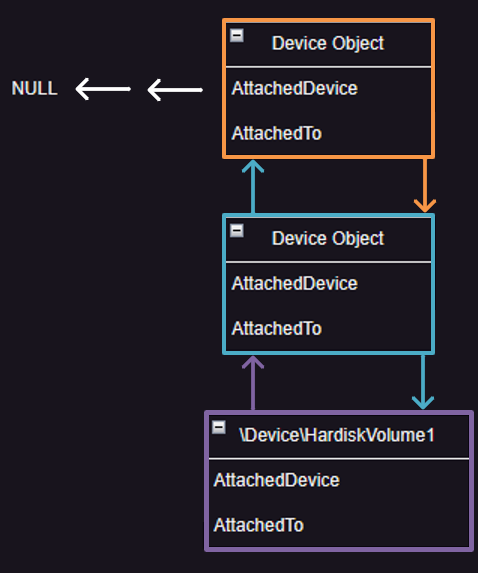 Device Object
NULL
AttachedDevice
AttachedTo
Device Object
AttachedDevice
AttachedTo
\Device\HardiskVolume1
AttachedDevice
AttachedTo